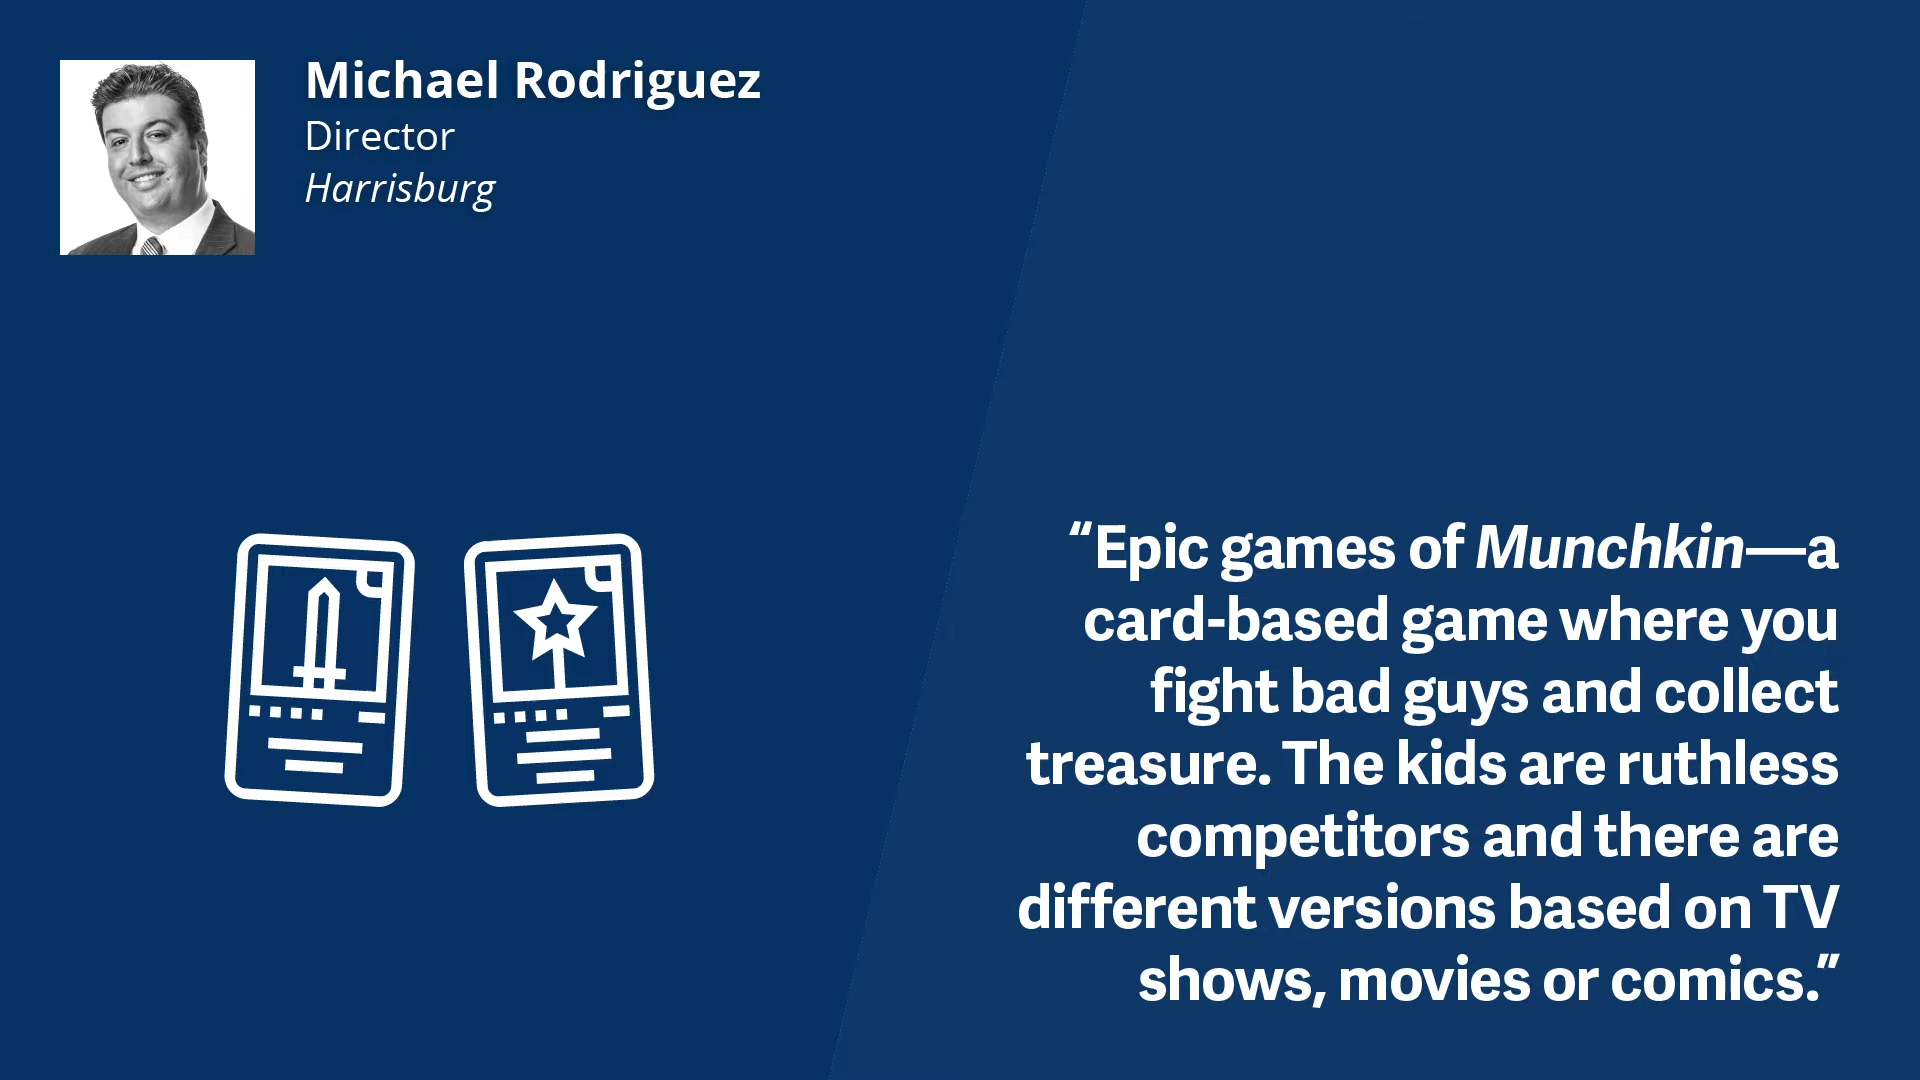 Michael Rodriguez
Director
Harrisburg
“Epic games of Munchkin—a
card-based game where you
fight bad guys and collect
treasure. The kids are ruthless
competitors and there are
different versions based on TV
shows, movies or comics.”